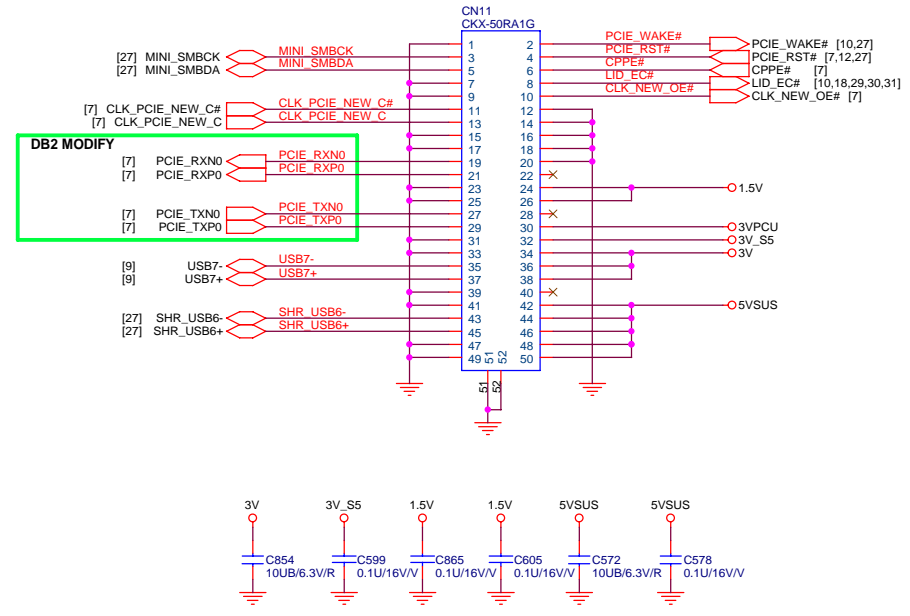 CN11
CKX-50RA1G
[27] MINI_SMBCK MINI_SMBCK 1 2 PCIE_WAKE# PCIE_WAKE# [10,27]
[27] MINI_SMBDA MINI_SMBDA 3 4 PCIE_RST# PCIE_RST# [7,12,27]
5 6 CPPE# CPPE# [7]
7 8 LID_EC# LID_EC# [10,18,29,30,31]
9 10 CLK_NEW_OE# CLK_NEW_OE# [7]
[7] CLK_PCIE_NEW_C# CLK_PCIE_NEW_C# 11 12
[7] CLK_PCIE_NEW_C CLK_PCIE_NEW_C 13 14
DB2 MODIFY 15 16
17 18
[7] PCIE_RXN0 PCIE_RXN0 19 20
[7] PCIE_RXP0 PCIE_RXP0 21 22
23 24 1.5V
25 26
[7] PCIE_TXN0 PCIE_TXN0 27 28
[7] PCIE_TXP0 PCIE_TXP0 29 30 3VPCU
31 32 3V_S5
33 34 3V
[9] USB7- USB7- 35 36
[9] USB7+ USB7+ 37 38
39 40
41 42 5VSUS
[27] SHR_USB6- SHR_USB6- 43 44
[27] SHR_USB6+ SHR_USB6+ 45 46
47 48
49 51 52 50
51 52
3V 3V_S5 1.5V 1.5V 5VSUS 5VSUS
C854 C599 C865 C605 C572 C578
10UB/6.3V/R 0.1U/16V/V 0.1U/16V/V 0.1U/16V/V 10UB/6.3V/R 0.1U/16V/V